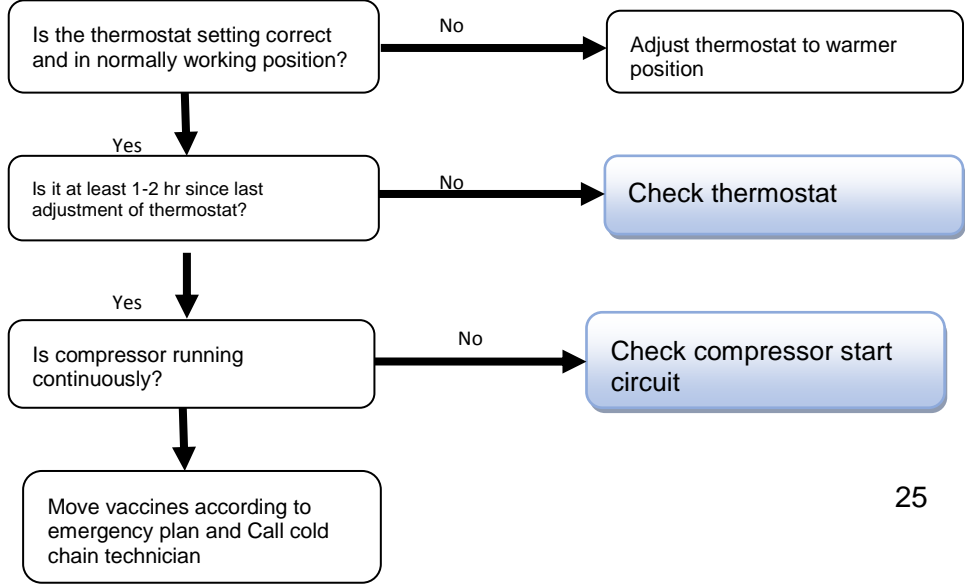 Is the thermostat setting correct
and in normally working position?
No
Adjust thermostat to warmer
position
Yes
Is it at least 1-2 hr since last
adjustment of thermostat?
No
Check thermostat
Yes
Is compressor running
continuously?
No
Check compressor start
circuit
Move vaccines according to
emergency plan and Call cold
chain technician
25